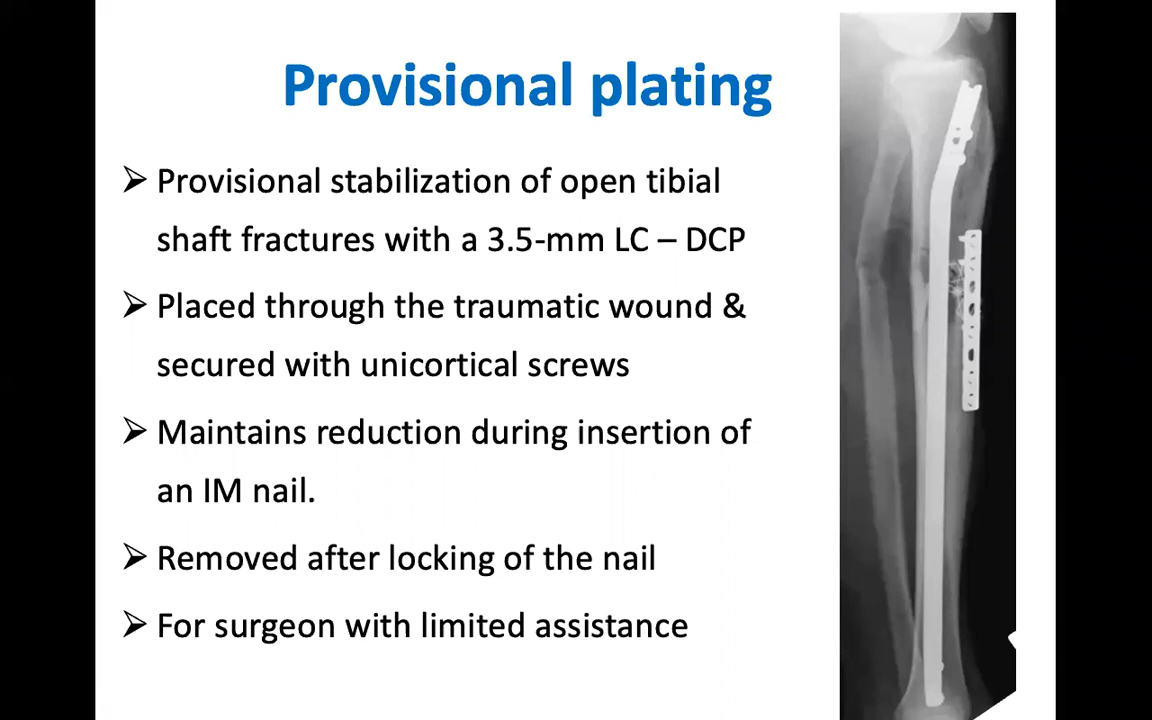 Provisional plating
➢ Provisional stabilization of open tibial
shaft fractures with a 3.5-mm LC – DCP
➢ Placed through the traumatic wound &
secured with unicortical screws
➢ Maintains reduction during insertion of
an IM nail.
➢ Removed after locking of the nail
➢ For surgeon with limited assistance